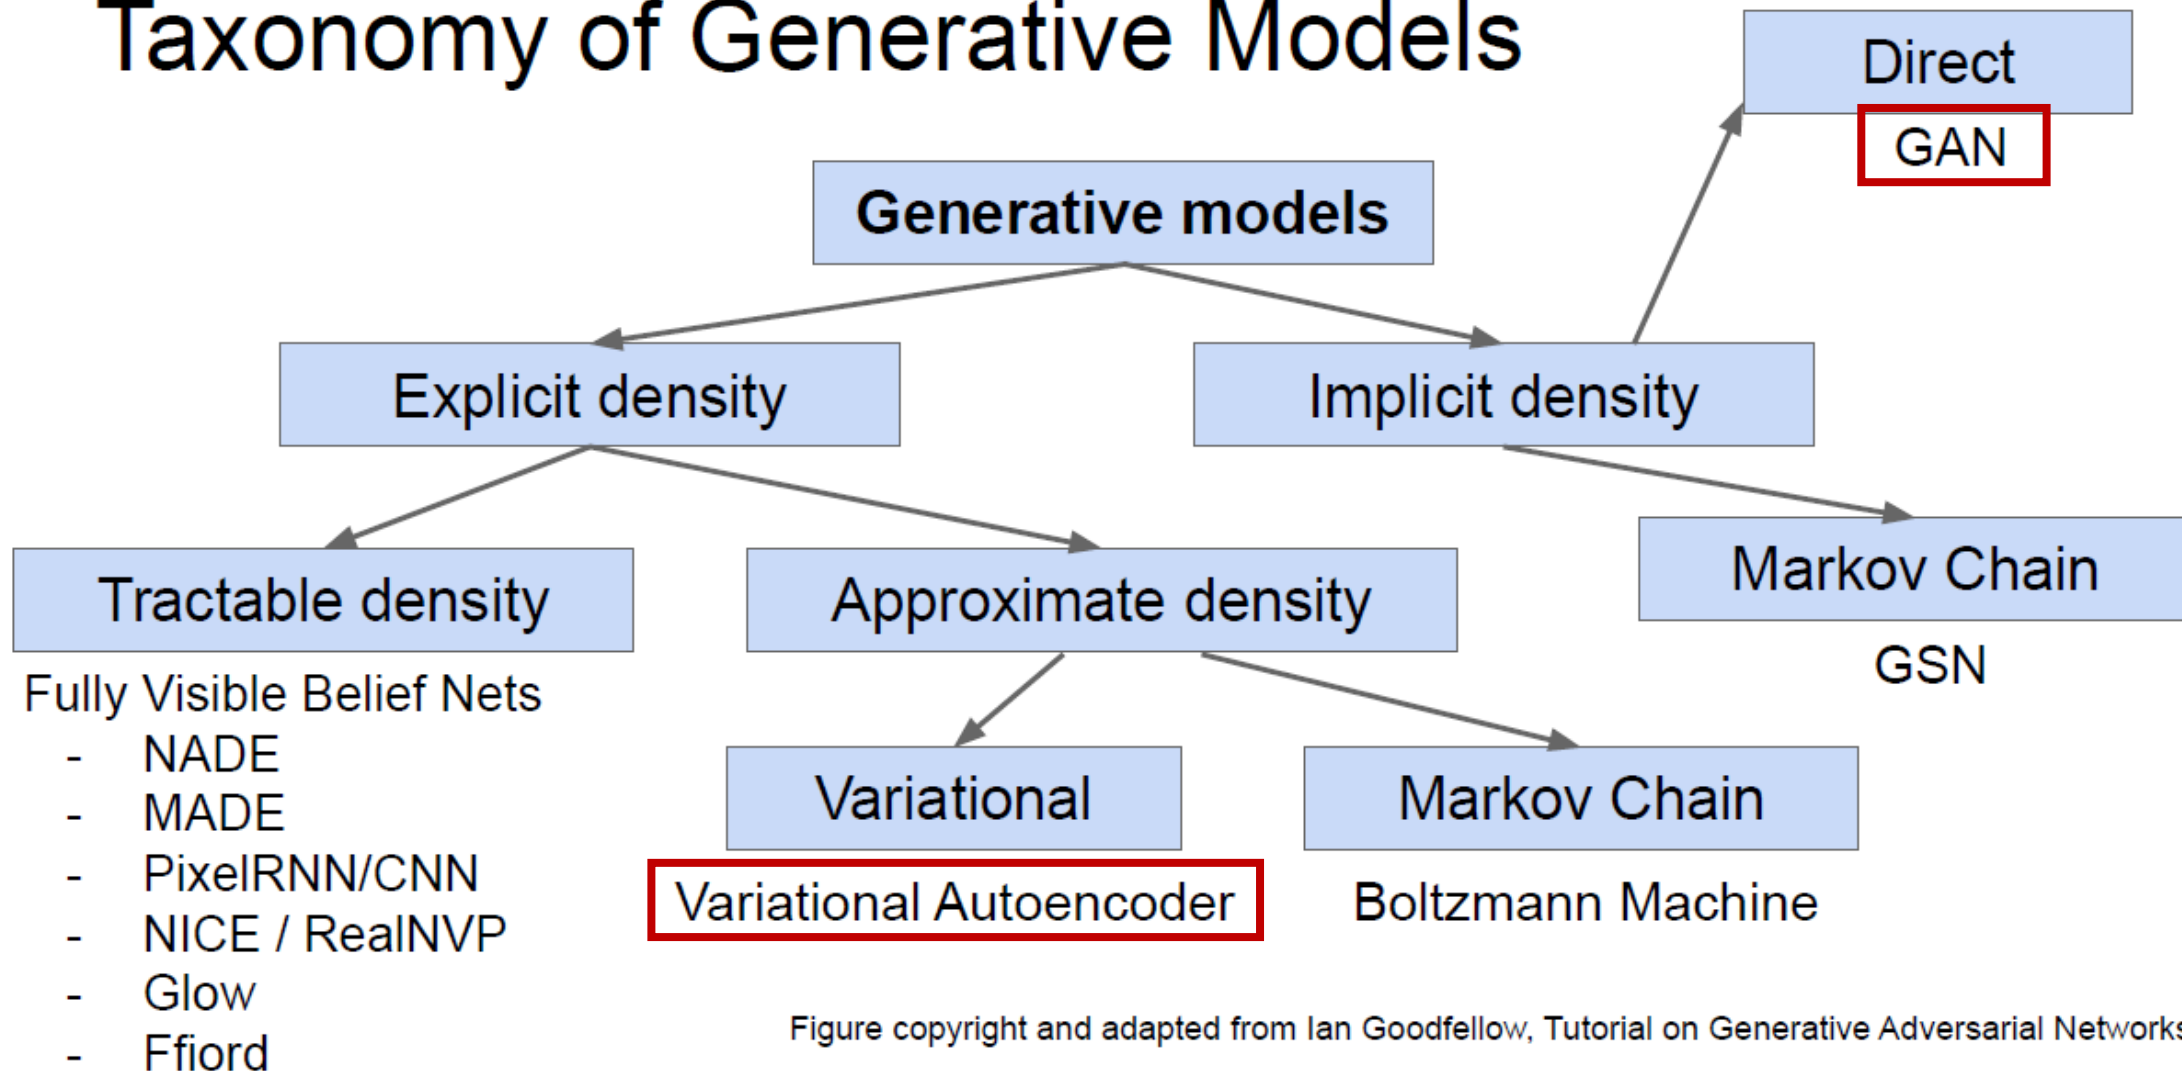 Taxonomy of Generative Models
Direct
GAN
Generative models
Explicit density
Implicit density
Tractable density
Approximate density
Markov Chain
GSN
Fully Visible Belief Nets
- NADE
- MADE
- PixelRNN/CNN
- NICE / RealNVP
- Glow
- Ffiord
Variational
Markov Chain
Variational Autoencoder
Boltzmann Machine
Figure copyright and adapted from Ian Goodfellow, Tutorial on Generative Adversarial Networks